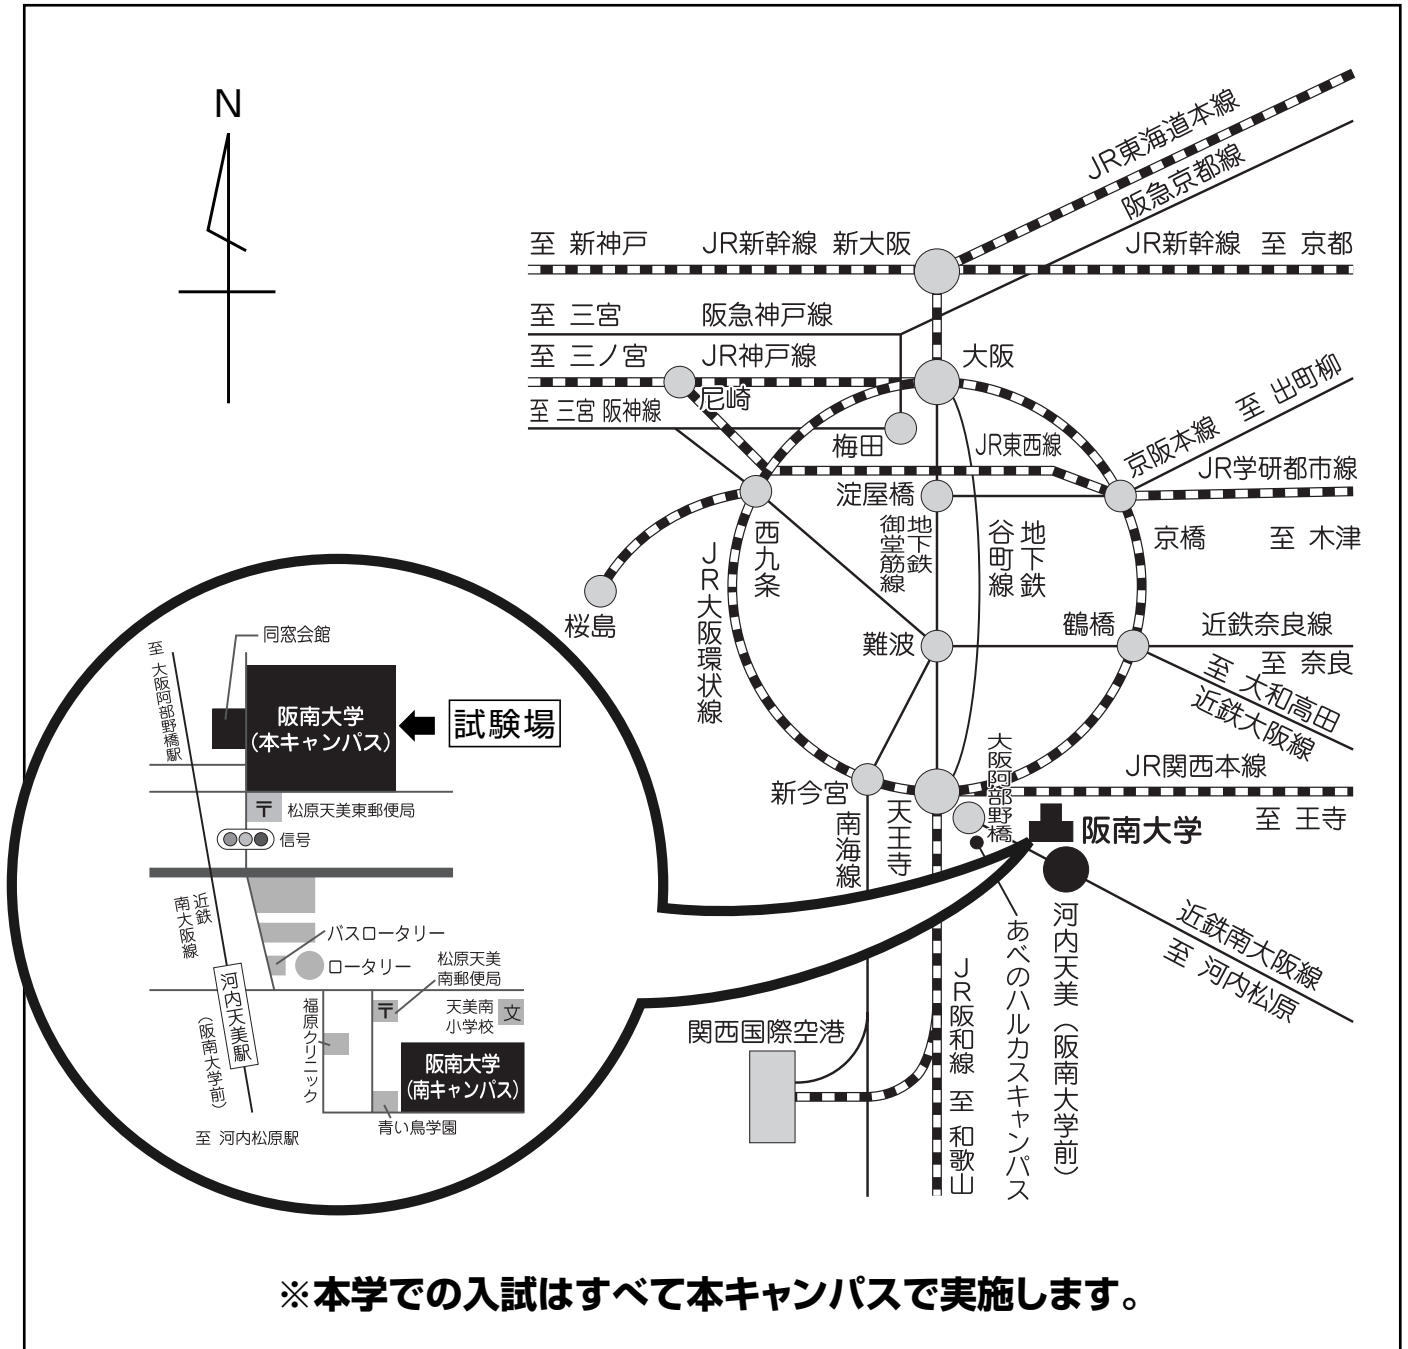 N
JR東海道本線
阪急京都線
至 新神戸
JR新幹線
新大阪
JR新幹線
至 京都
至 三宮
阪急神戸線
至 三ノ宮
JR神戸線
大阪
尼崎
至 三宮 阪神線
梅田
JR東西線
京阪本線
至 出町柳
JR学研都市線
淀屋橋
京橋
至 木津
地下鉄
御堂筋線
地下鉄
谷町線
西九条
JR大阪環状線
桜島
難波
鶴橋
近鉄奈良線
至 奈良
至 大和高田
近鉄大阪線
JR関西本線
至 王寺
新今宮
南海線
天王寺
大阪阿部野橋
阪南大学
河内天美(阪南大学前)
あべのハルカスキャンパス
近鉄南大阪線
至 河内松原
関西国際空港
JR阪和線
至 和歌山
至 大阪阿部野橋駅
同窓会館
阪南大学
(本キャンパス)
試験場
〒
松原天美東郵便局
信号
近鉄
南大阪線
バスロータリー
ロータリー
河内天美駅
(阪南大学前)
松原天美
南郵便局
〒
福原クリニック
天美南
小学校
文
阪南大学
(南キャンパス)
青い鳥学園
至 河内松原駅
※本学での入試はすべて本キャンパスで実施します。